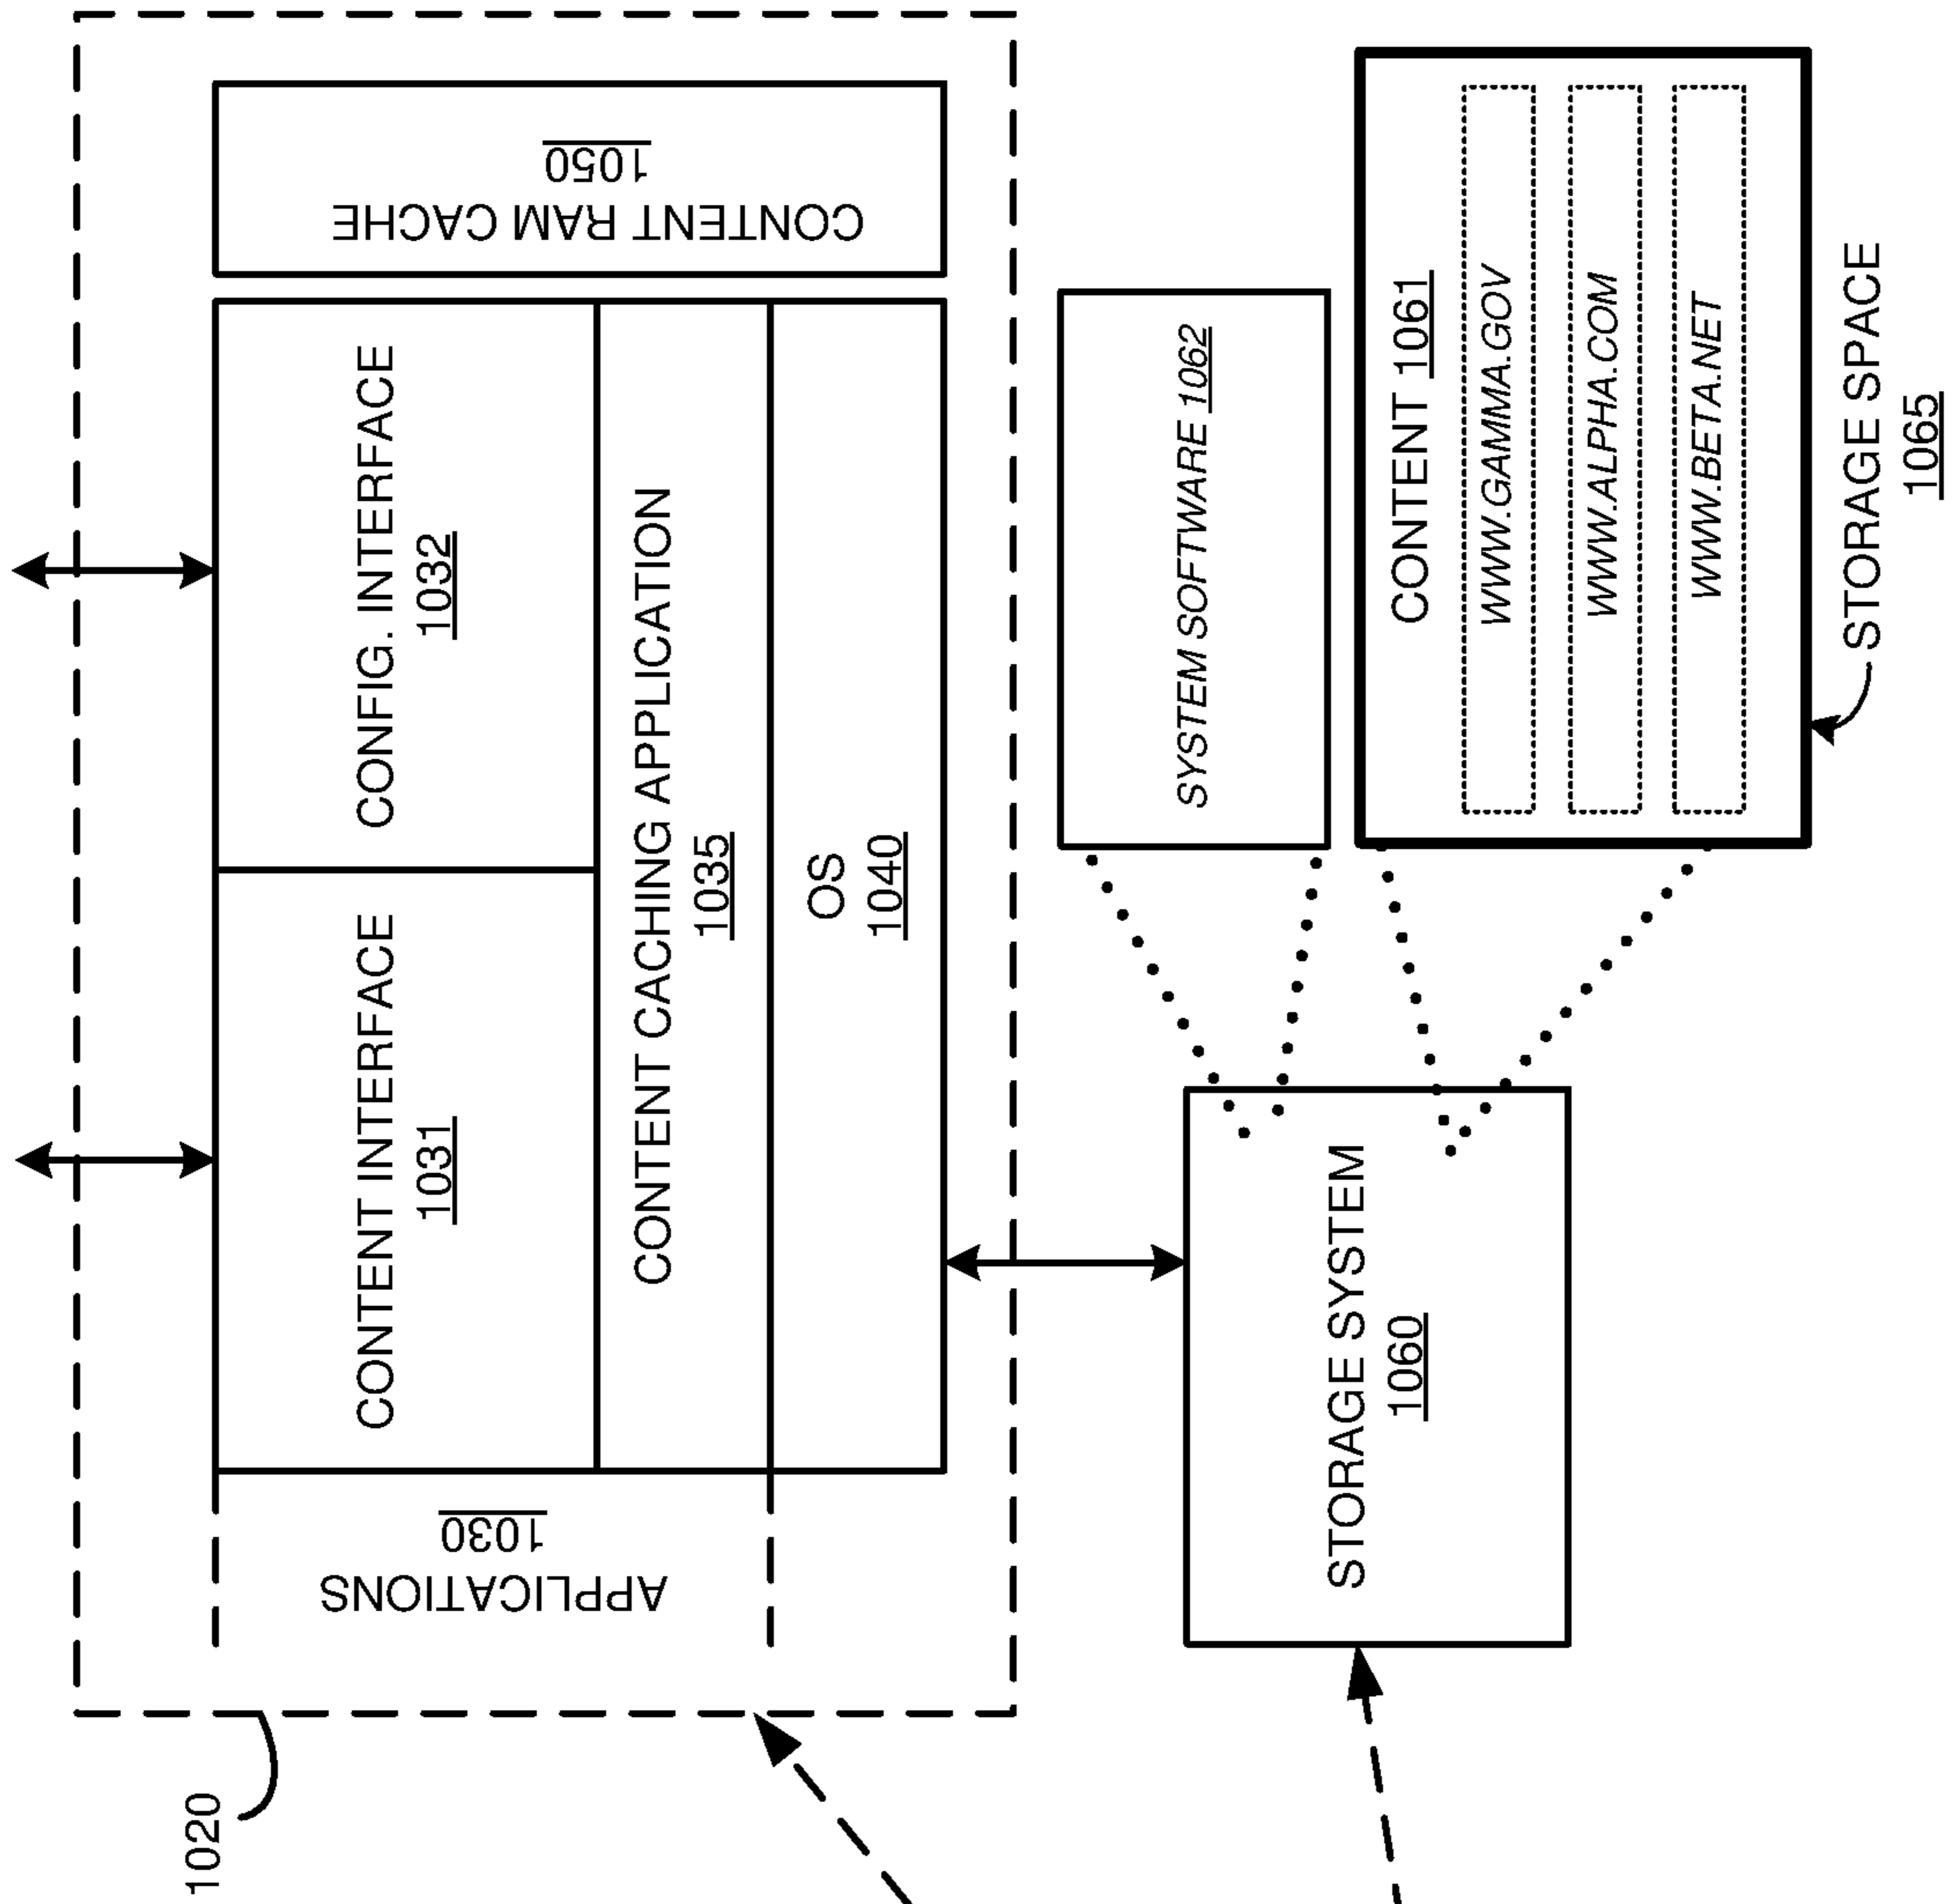 1020
APPLICATIONS
1030
CONTENT INTERFACE
1031
CONFIG. INTERFACE
1032
CONTENT CACHING APPLICATION
1035
OS
1040
CONTENT RAM CACHE
1050
STORAGE SYSTEM
1060
SYSTEM SOFTWARE 1062
CONTENT 1061
WWW.GAMMA.GOV
WWW.ALPHA.COM
WWW.BETA.NET
STORAGE SPACE
1065